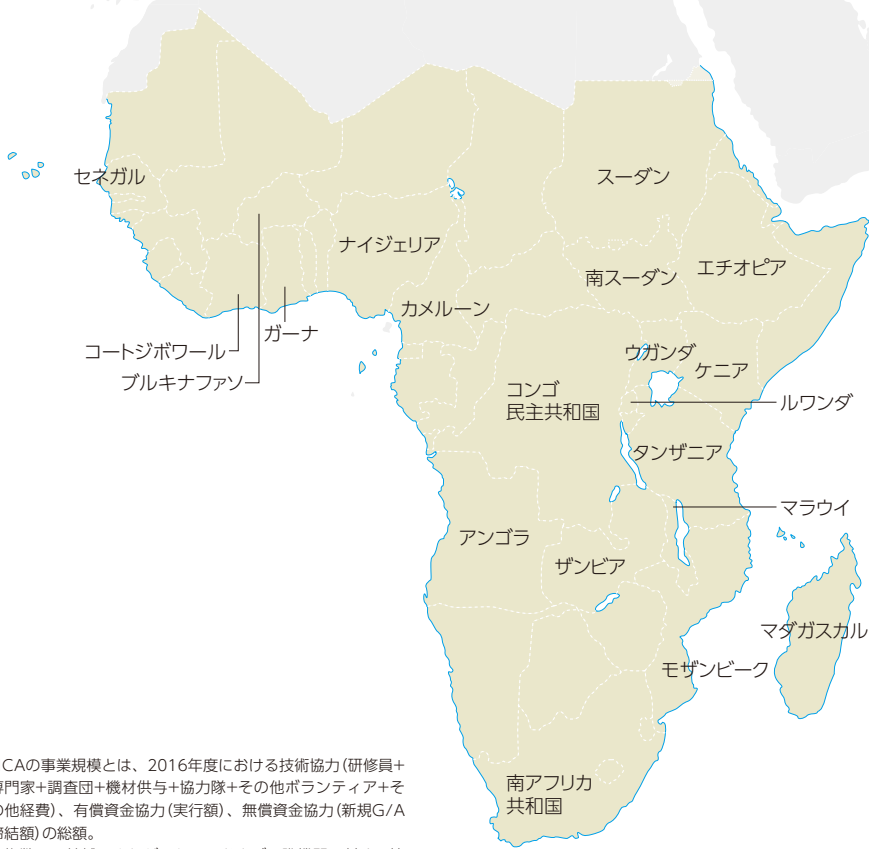 セネガル
スーダン
ナイジェリア
南スーダン
エチオピア
カメルーン
ガーナ
コートジボワール
ブルキナファソ
ウガンダ
ケニア
コンゴ
民主共和国
ルワンダ
タンザニア
マラウイ
アンゴラ
ザンビア
マダガスカル
モザンビーク
南アフリカ
共和国
CAの事業規模とは、2016年度における技術協力(研修員+
専門家+調査団+機材供与+協力隊+その他ボランティア+そ
の他経費)、有償資金協力(実行額)、無償資金協力(新規G/A
締結額)の総額。